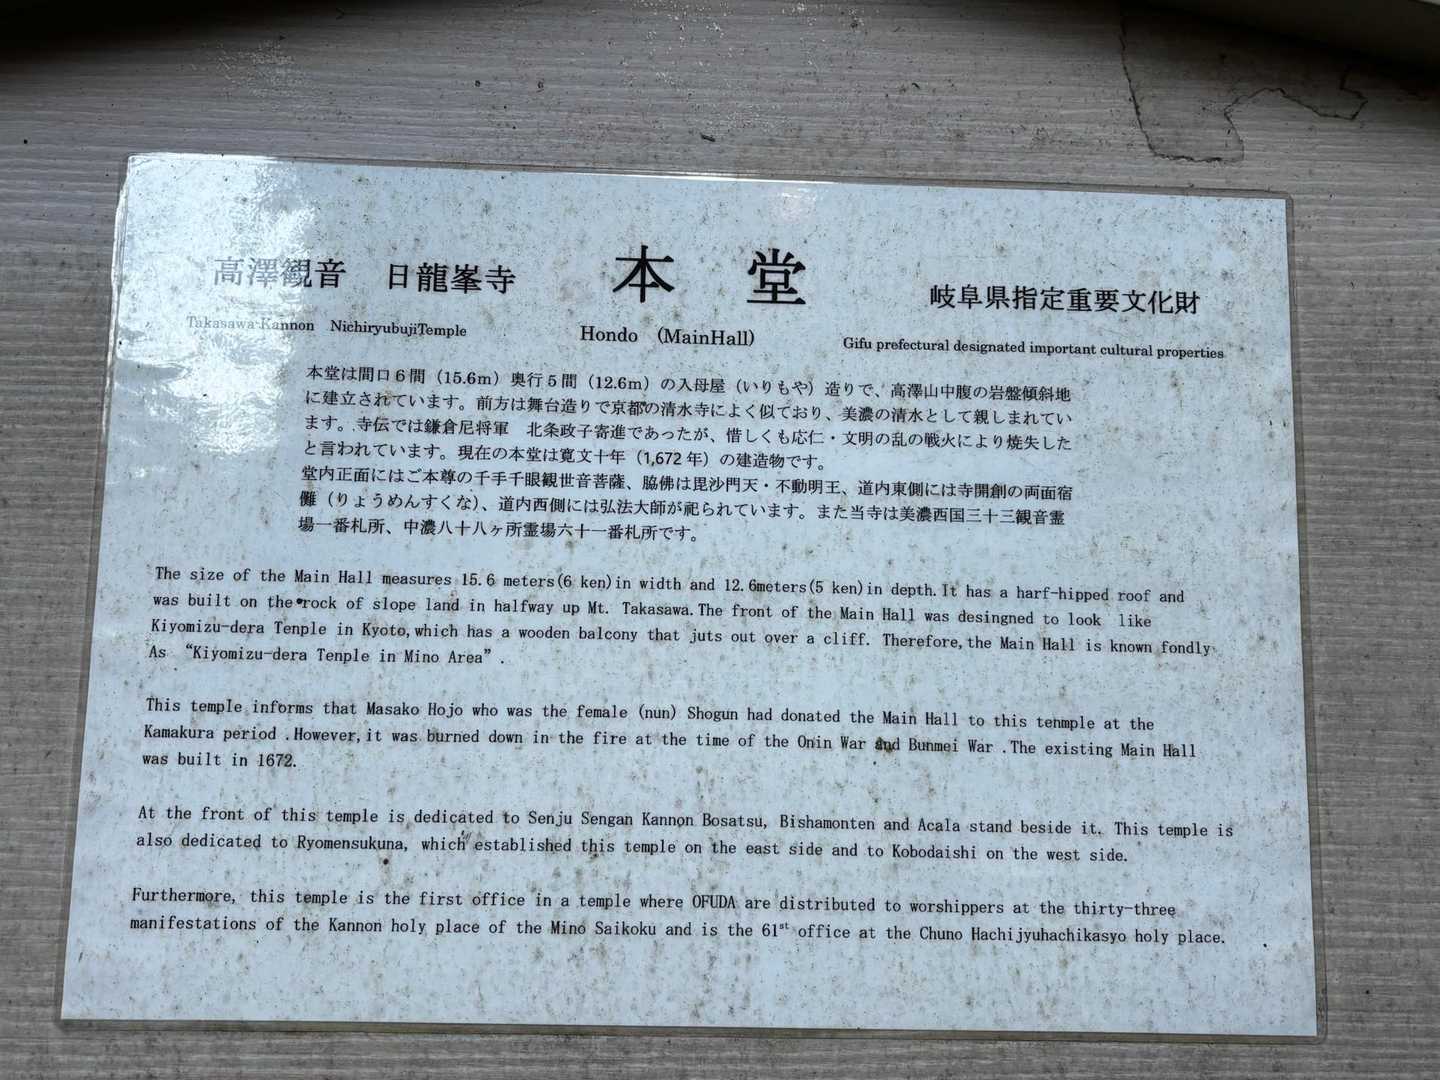 高澤観音　日龍峯寺　本　堂　岐阜県指定重要文化財
Takasawa-Kannon　NichiryubujiTemple　Hondo　(MainHall)　Gifu prefectural designated important cultural properties
本堂は間口６間（15.6m）奥行５間（12.6m）の入母屋（いりもや）造りで、高澤山中腹の岩盤傾斜地
に建立されています。前方は舞台造りで京都の清水寺によく似ており、美濃の清水として親しまれてい
ます。寺伝では鎌倉尼将軍　北条政子寄進であったが、惜しくも応仁・文明の乱の戦火により焼失した
と言われています。現在の本堂は寛文十年（1,672 年）の建造物です。
堂内正面にはご本尊の千手千眼観世音菩薩、脇佛は毘沙門天・不動明王、道内東側には寺開創の両面宿
儺（りょうめんすくな）、道内西側には弘法大師が祀られています。また当寺は美濃西国三十三観音霊
場一番札所、中濃八十八ヶ所霊場六十一番札所です。
The size of the Main Hall measures 15.6 meters(6 ken)in width and 12.6meters(5 ken)in depth.It has a harf-hipped roof and
was built on the rock of slope land in halfway up Mt. Takasawa.The front of the Main Hall was desingned to look like
Kiyomizu-dera Tenple in Kyoto,which has a wooden balcony that juts out over a cliff. Therefore,the Main Hall is known fondly
As “Kiyomizu-dera Tenple in Mino Area”.
This temple informs that Masako Hojo who was the female (nun) Shogun had donated the Main Hall to this tenmple at the
Kamakura period .However,it was burned down in the fire at the time of the Onin War and Bunmei War .The existing Main Hall
was built in 1672.
At the front of this temple is dedicated to Senju Sengan Kannon Bosatsu, Bishamonten and Acala stand beside it. This temple is
also dedicated to Ryomensukuna, which established this temple on the east side and to Kobodaishi on the west side.
Furthermore, this temple is the first office in a temple where OFUDA are distributed to worshippers at the thirty-three
manifestations of the Kannon holy place of the Mino Saikoku and is the 61st office at the Chuno Hachijyuhachikasyo holy place.